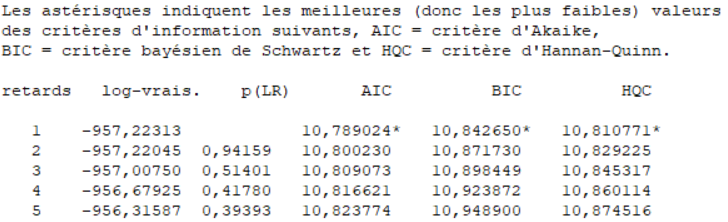 Les astérisques indiquent les meilleures (donc les plus faibles) valeurs
des critères d'information suivants, AIC = critère d'Akaike,
BIC = critère bayésien de Schwartz et HQC = critère d'Hannan-Quinn.
retards log-vrais. p(LR) AIC BIC HQC
1 -957,22313 10,789024* 10,842650* 10,810771*
2 -957,22045 0,94159 10,800230 10,871730 10,829225
3 -957,00750 0,51401 10,809073 10,898449 10,845317
4 -956,67925 0,41780 10,816621 10,923872 10,860114
5 -956,31587 0,39393 10,823774 10,948900 10,874516